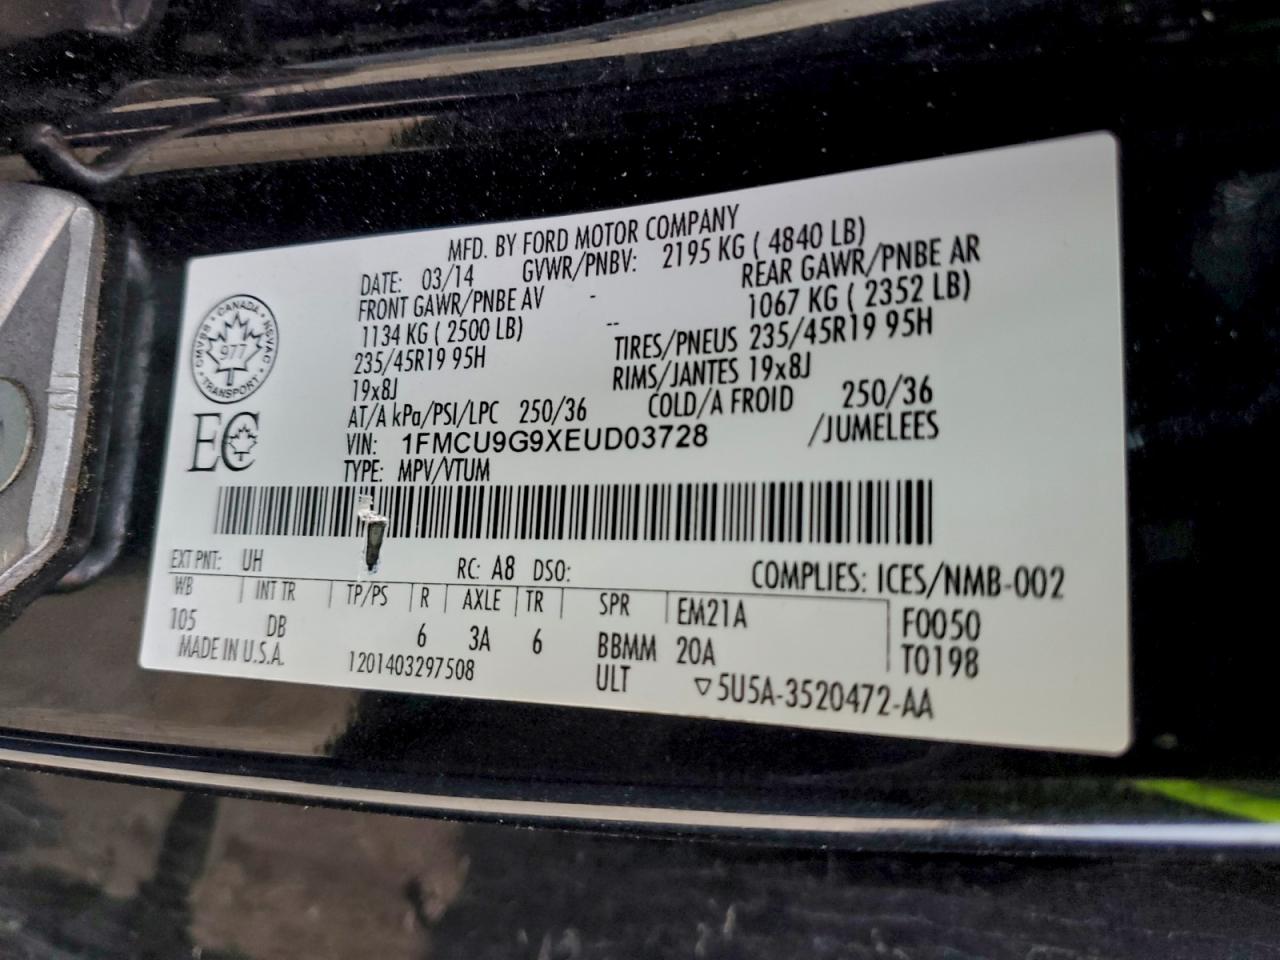 MFD. BY FORD MOTOR COMPANY
DATE: 03/14 GVWR/PNBV: 2195 KG ( 4840 LB)
FRONT GAWR/PNBE AV - REAR GAWR/PNBE AR
1134 KG ( 2500 LB) -- 1067 KG ( 2352 LB)
235/45R19 95H TIRES/PNEUS 235/45R19 95H
19x8J RIMS/JANTES 19x8J
AT/A kPa/PSI/LPC 250/36 COLD/A FROID 250/36
VIN: 1FMCU9G9XEUD03728 /JUMELEES
TYPE: MPV/VTUM
CANADA
977
TRANSPORT
EC
EXT PNT: UH RC: A8 DSO: COMPLIES: ICES/NMB-002
WB INT TR TP/PS R AXLE TR SPR EM21A F0050
105 DB 6 3A 6 BBMM 20A T0198
MADE IN U.S.A. 1201403297508 ULT ▽5U5A-3520472-AA